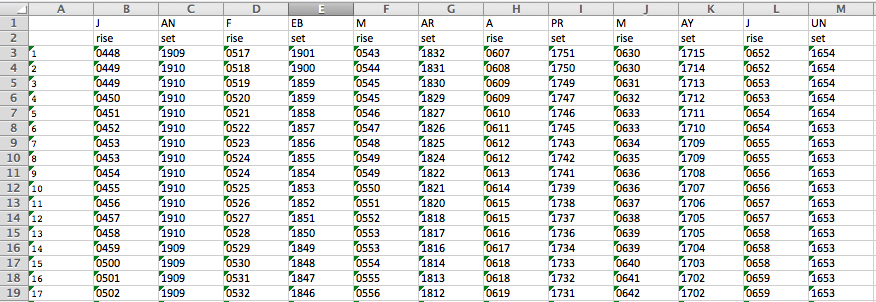 A B C D E F G H I J K L M
1 J AN F EB M AR A PR M AY J UN
2 rise set rise set rise set rise set rise set rise set
3 1 0448 1909 0517 1901 0543 1832 0607 1751 0630 1715 0652 1654
4 2 0449 1910 0518 1900 0544 1831 0608 1750 0630 1714 0652 1654
5 3 0449 1910 0519 1859 0545 1830 0609 1749 0631 1713 0653 1654
6 4 0450 1910 0520 1859 0545 1829 0609 1747 0632 1712 0653 1654
7 5 0451 1910 0521 1858 0546 1827 0610 1746 0633 1711 0654 1654
8 6 0452 1910 0522 1857 0547 1826 0611 1745 0633 1710 0654 1653
9 7 0453 1910 0523 1856 0548 1825 0612 1743 0634 1709 0655 1653
10 8 0453 1910 0524 1855 0549 1824 0612 1742 0635 1709 0655 1653
11 9 0454 1910 0524 1854 0549 1822 0613 1741 0636 1708 0656 1653
12 10 0455 1910 0525 1853 0550 1821 0614 1739 0636 1707 0656 1653
13 11 0456 1910 0526 1852 0551 1820 0615 1738 0637 1706 0657 1653
14 12 0457 1910 0527 1851 0552 1818 0615 1737 0638 1705 0657 1653
15 13 0458 1910 0528 1850 0553 1817 0616 1736 0639 1705 0658 1653
16 14 0459 1909 0529 1849 0553 1816 0617 1734 0639 1704 0658 1653
17 15 0500 1909 0530 1848 0554 1814 0618 1733 0640 1703 0658 1653
18 16 0501 1909 0531 1847 0555 1813 0618 1732 0641 1702 0659 1653
19 17 0502 1909 0532 1846 0556 1812 0619 1731 0642 1702 0659 1653